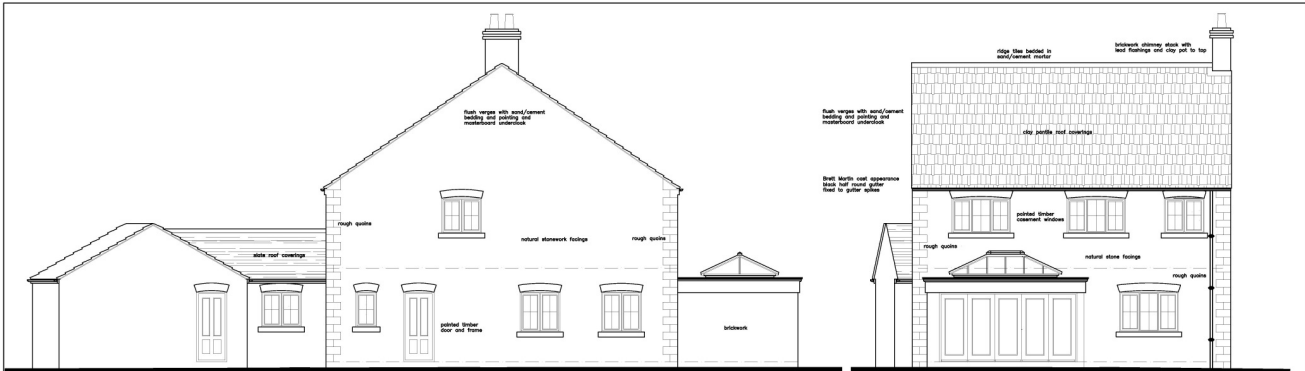 flush verges with sand/cement
bedding and pointing and
masterboard undercloak
rough quoins
natural stonework facings
rough quoins
slate roof coverings
painted timber
door and frame
brickwork
ridge tiles bedded in
sand/cement mortar
brickwork chimney stack with
lead flashings and clay pot to top
flush verges with sand/cement
bedding and pointing and
masterboard undercloak
clay pantile roof coverings
Brett Martin cast appearance
black half round gutter
fixed to gutter spikes
painted timber
casement windows
rough quoins
natural stone facings
rough quoins